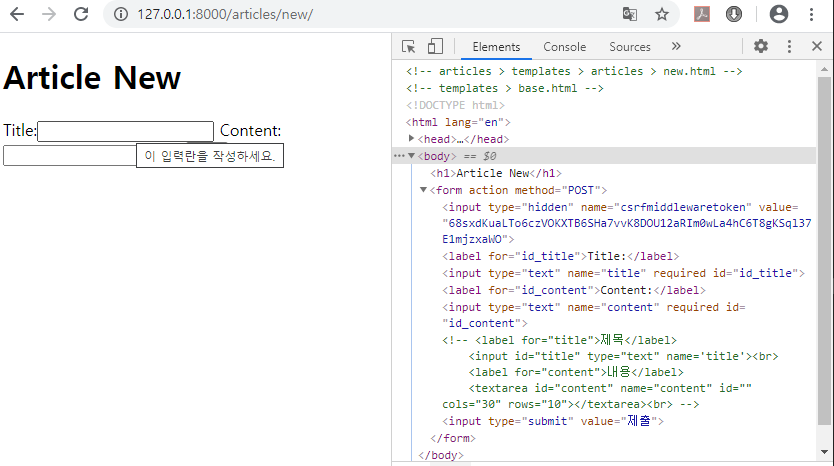 127.0.0.1:8000/articles/new/
Article New
Title:
Content:
이 입력란을 작성하세요.
Elements Console Sources »
<!-- articles > templates > articles > new.html -->
<!-- templates > base.html -->
<!DOCTYPE html>
<html lang="en">
<head>…</head>
<body> == $0
<h1>Article New</h1>
<form action method="POST">
<input type="hidden" name="csrfmiddlewaretoken" value=
"68sxdKuaLTo6czVOKXTB6SHa7vvK8DOU12aRIm0wLa4hC6T8gKSql37
E1mjzxaWO">
<label for="id_title">Title:</label>
<input type="text" name="title" required id="id_title">
<label for="id_content">Content:</label>
<input type="text" name="content" required id=
"id_content">
<!-- <label for="title">제목</label>
<input id="title" type="text" name='title'><br>
<label for="content">내용</label>
<textarea id="content" name="content" id=""
cols="30" rows="10"></textarea><br> -->
<input type="submit" value="제출">
</form>
</body>